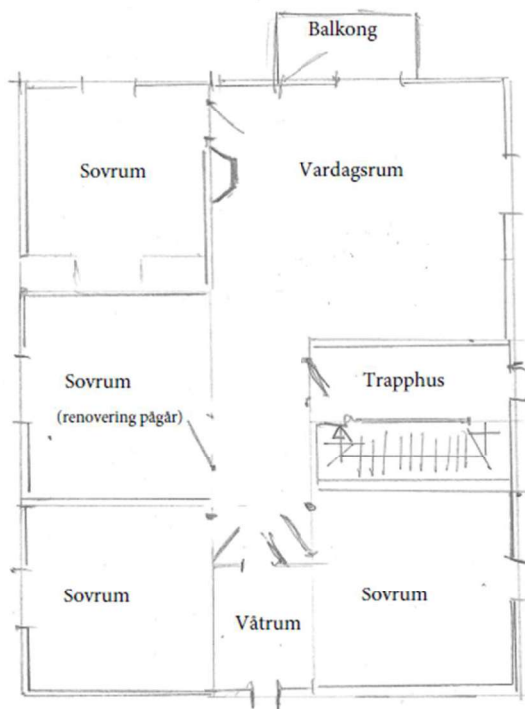 Balkong
Sovrum
Vardagsrum
Sovrum
(renovering pågår)
Trapphus
Sovrum
Sovrum
Våtrum